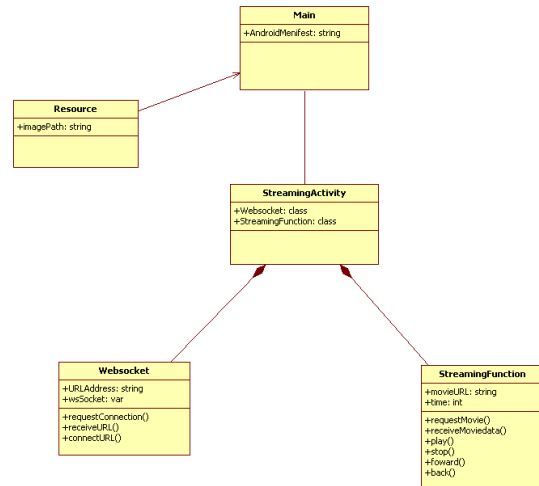 Main
+AndroidMenifest: string
Resource
+imagePath: string
StreamingActivity
+Websocket: class
+StreamingFunction: class
Websocket
+URLAddress: string
+wsSocket: var
+requestConnection()
+receiveURL()
+connectURL()
StreamingFunction
+movieURL: string
+time: int
+requestMovie()
+receiveMoviedata()
+play()
+stop()
+foward()
+back()